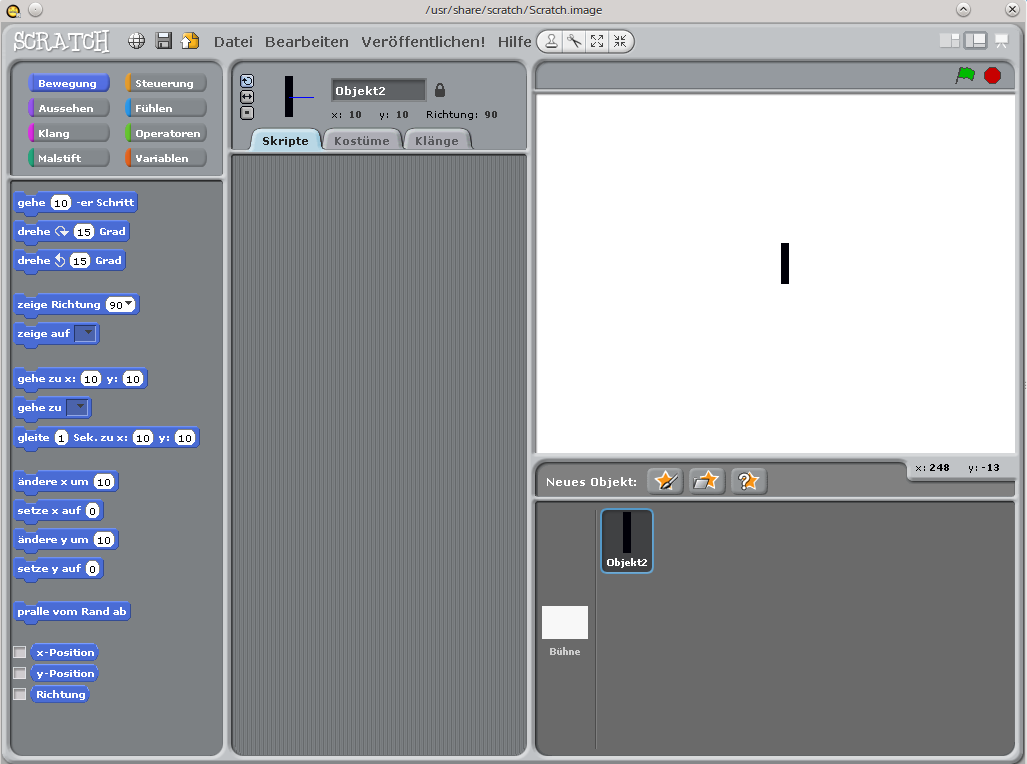 /usr/share/scratch/Scratch.image
SCRATCH Datei Bearbeiten Veröffentlichen! Hilfe
Bewegung Steuerung
Aussehen Fühlen
Klang Operatoren
Malstift Variablen
gehe 10 -er Schritt
drehe 15 Grad
drehe 15 Grad
zeige Richtung 90
zeige auf
gehe zu x: 10 y: 10
gehe zu
gleite 1 Sek. zu x: 10 y: 10
ändere x um 10
setze x auf 0
ändere y um 10
setze y auf 0
pralle vom Rand ab
x-Position
y-Position
Richtung
Objekt2
x: 10 y: 10 Richtung: 90
Skripte Kostüme Klänge
x: 248 y: -13
Neues Objekt:
Objekt2
Bühne